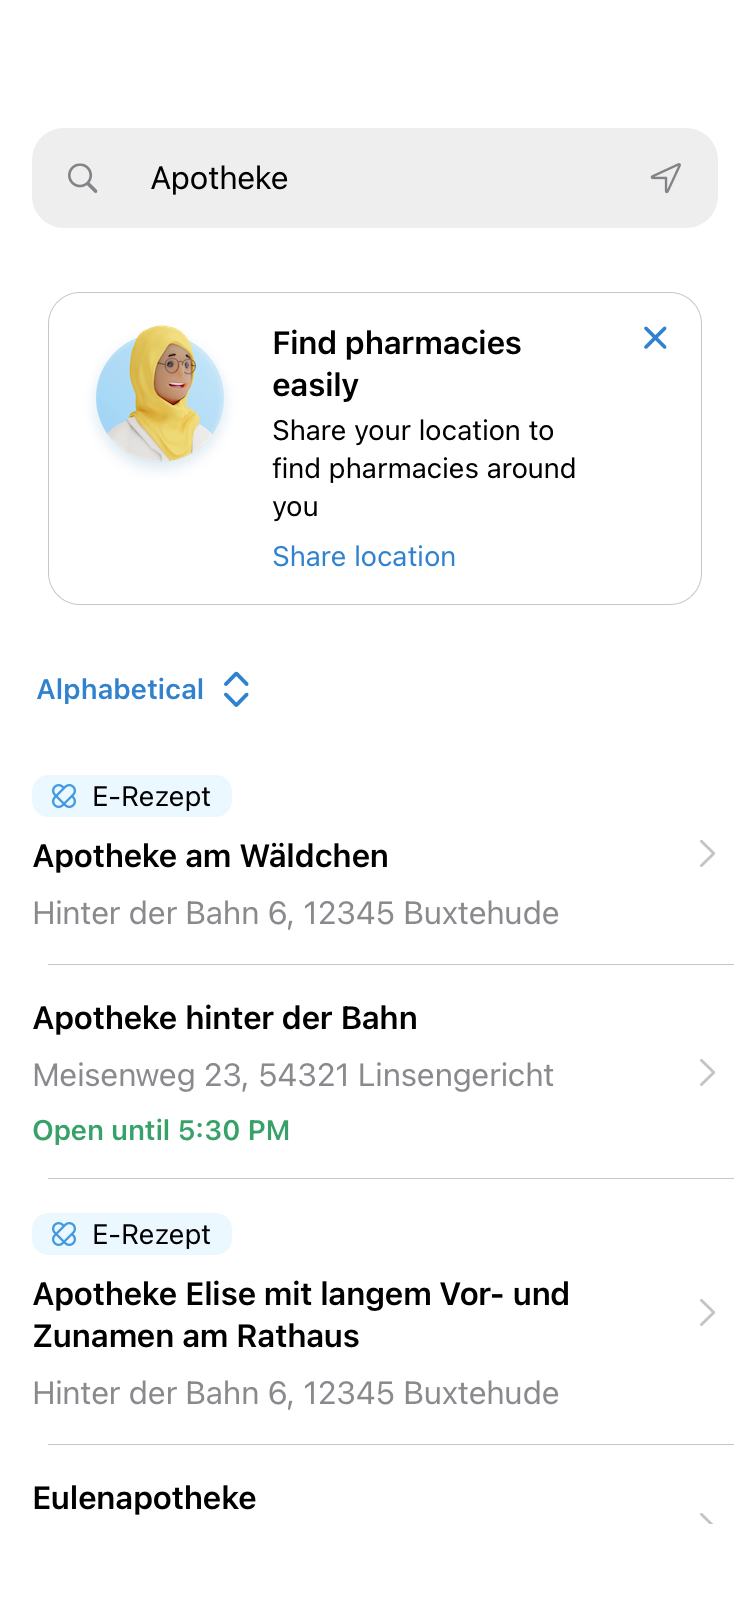 Apotheke
Find pharmacies
easily
Share your location to
find pharmacies around
you
Share location
Alphabetical
E-Rezept
Apotheke am Wäldchen
Hinter der Bahn 6, 12345 Buxtehude
Apotheke hinter der Bahn
Meisenweg 23, 54321 Linsengericht
Open until 5:30 PM
E-Rezept
Apotheke Elise mit langem Vor- und
Zunamen am Rathaus
Hinter der Bahn 6, 12345 Buxtehude
Eulenapotheke